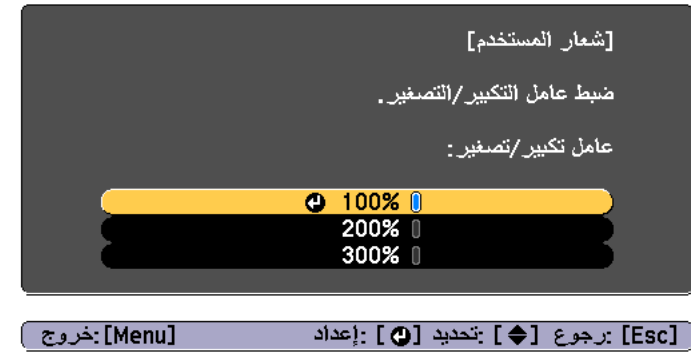 [شعار المستخدم]
ضبط عامل التكبير/التصغير.
عامل تكبير/تصغير:
100%
200%
300%
[Esc] :رجوع [◆] :تحديد [↵] :إعداد [Menu] :خروج